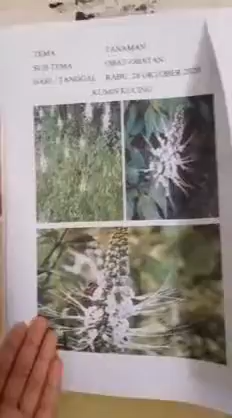 TEMA TANAMAN
SUB TEMA OBAT-OBATAN
HARI / TANGGAL RABU, 28 OKTOBER 2020
KUMIS KUCING